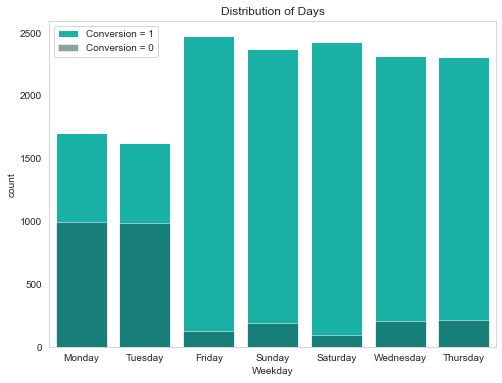 Distribution of Days
Conversion = 1
Conversion = 0
2500
2000
1500
1000
500
0
count
Monday Tuesday Friday Sunday Saturday Wednesday Thursday
Weekday